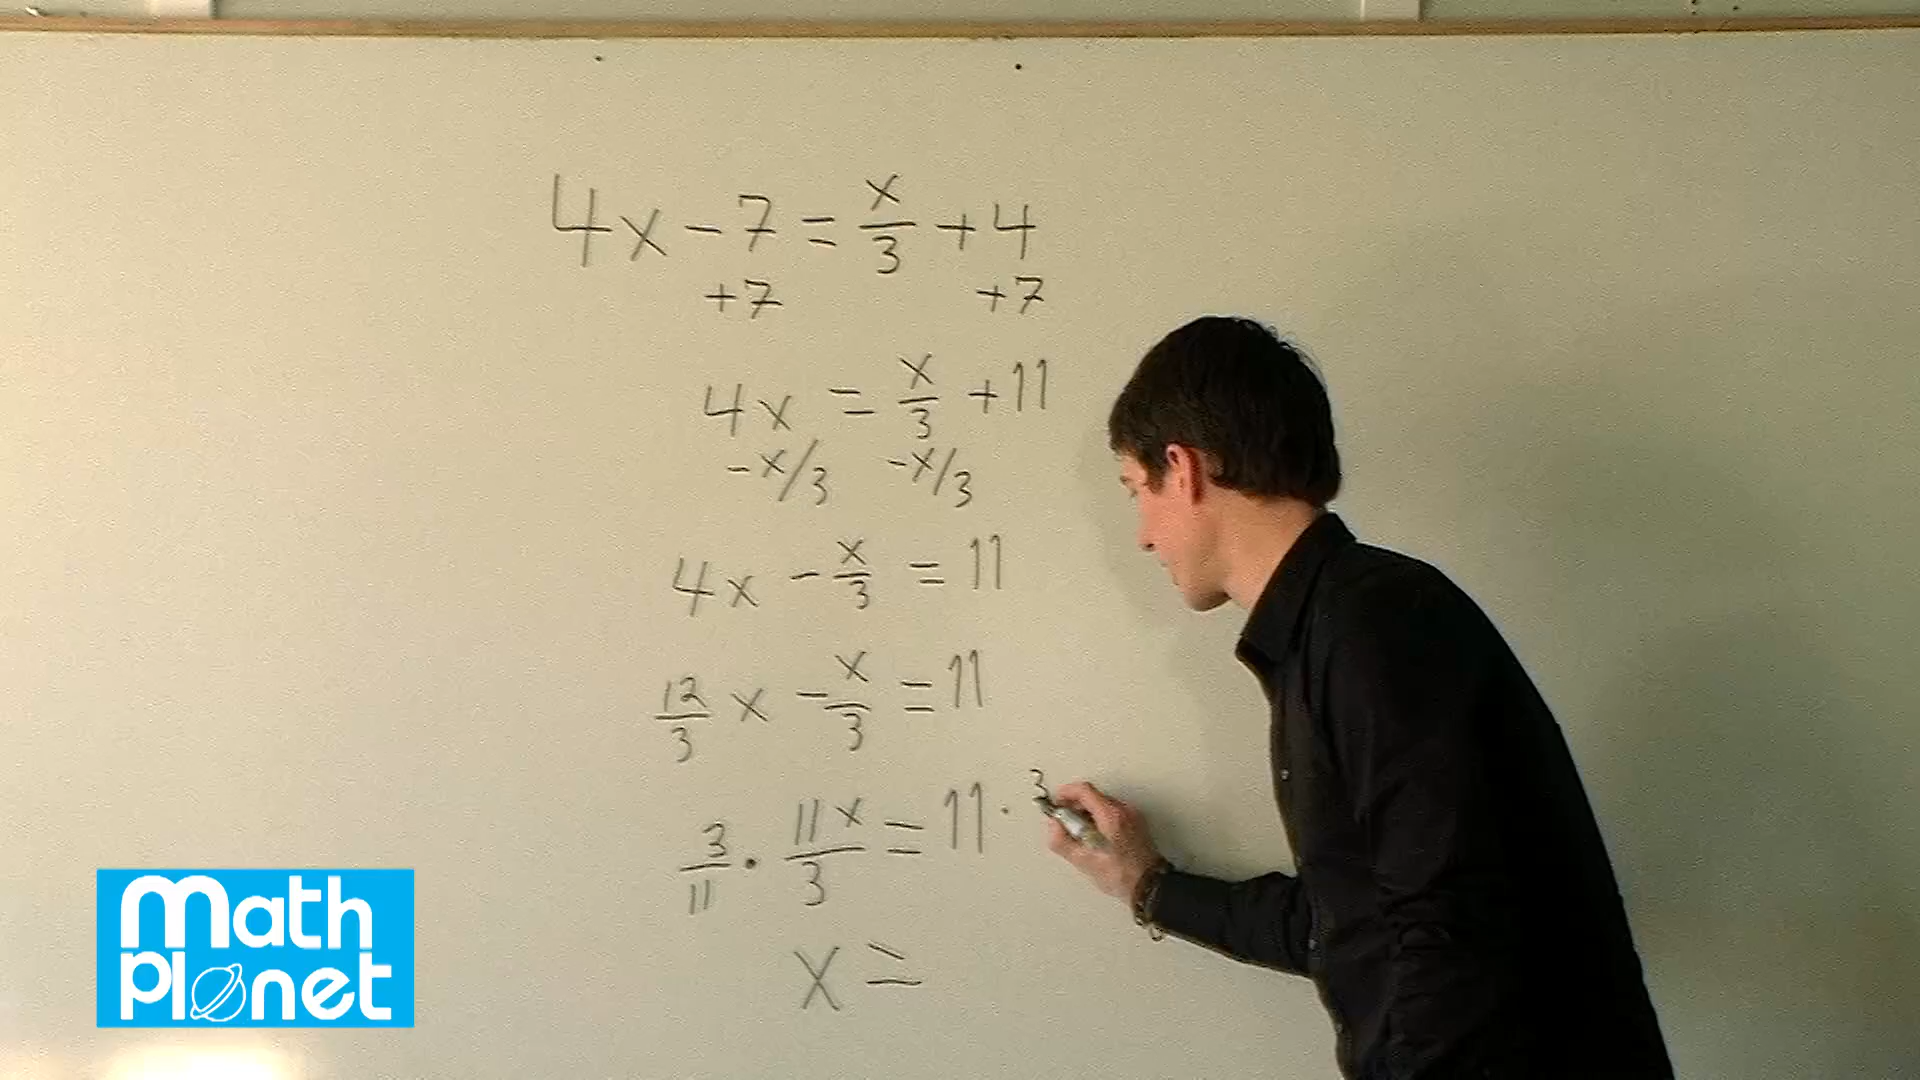 4x - 7 = x/3 + 4
+7 +7
4x = x/3 + 11
-x/3 -x/3
4x - x/3 = 11
12/3 x - x/3 = 11
3/11 · 11x/3 = 11 · 3
x =
math
planet